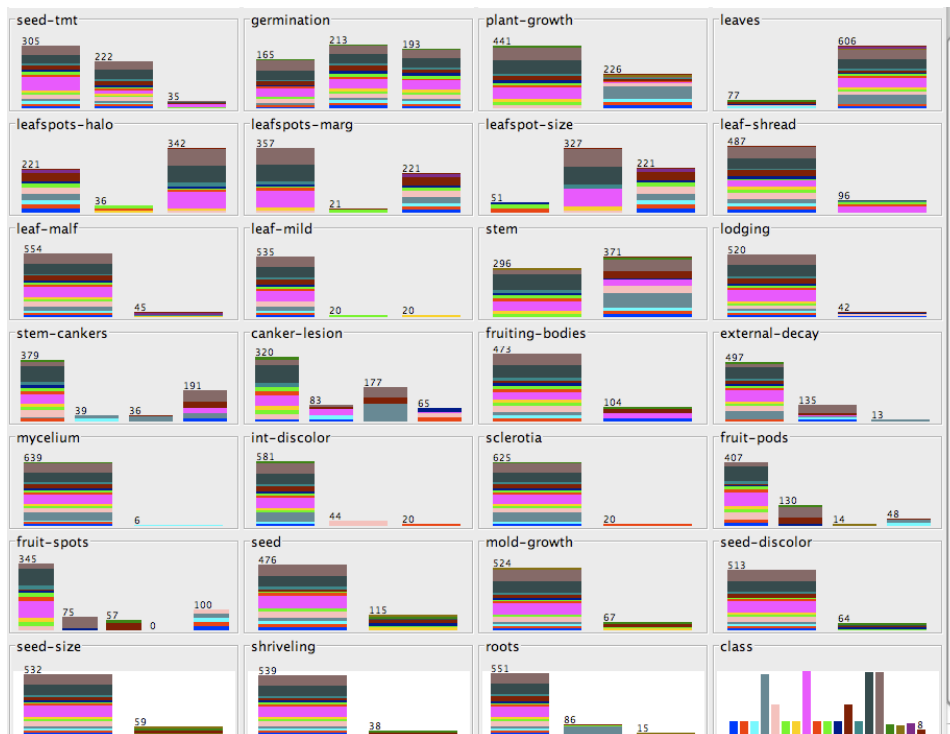 seed-tmt germination plant-growth leaves
305 222 35 165 213 193 441 226 77 606
leafspots-halo leafspots-marg leafspot-size leaf-shread
221 36 342 357 21 221 51 327 221 487 96
leaf-malf leaf-mild stem lodging
554 45 535 20 20 296 371 520 42
stem-cankers canker-lesion fruiting-bodies external-decay
379 39 36 191 320 83 177 65 473 104 497 135 13
mycelium int-discolor sclerotia fruit-pods
639 6 581 44 20 625 20 407 130 14 48
fruit-spots seed mold-growth seed-discolor
345 75 57 0 100 476 115 524 67 513 64
seed-size shriveling roots class
532 59 539 38 551 86 15 8